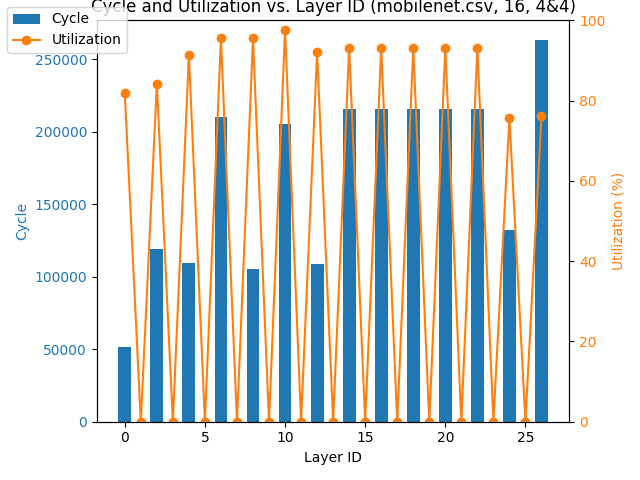 Cycle and Utilization vs. Layer ID (mobilenet.csv, 16, 4&4)
Cycle
Utilization
250000
200000
150000
100000
50000
0
Cycle
100
80
60
40
20
0
Utilization (%)
0 5 10 15 20 25
Layer ID